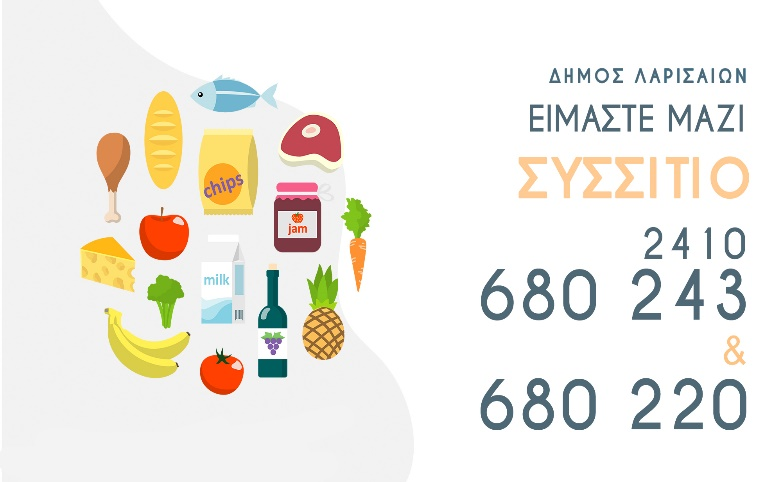 ΔΗΜΟΣ ΛΑΡΙΣΑΙΩΝ
ΕΙΜΑΣΤΕ ΜΑΖΙ
ΣΥΣΣΙΤΙΟ
2410
680 243
&
680 220
chips
jam
milk